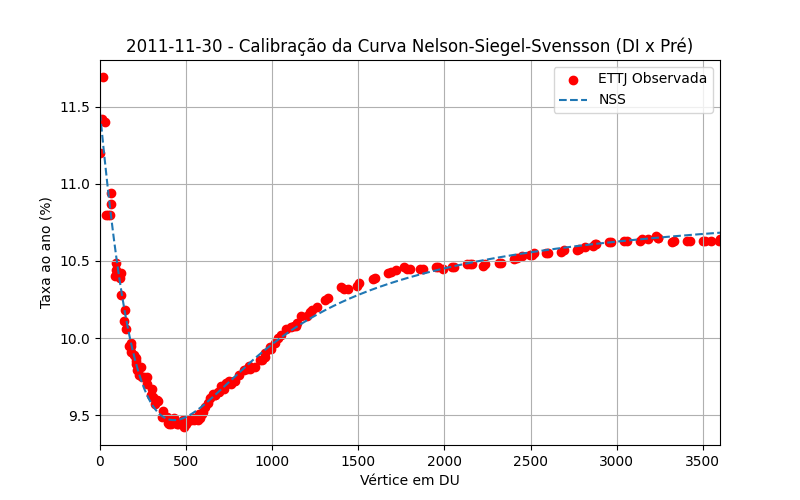 2011-11-30 - Calibração da Curva Nelson-Siegel-Svensson (DI x Pré)
ETTJ Observada
NSS
Taxa ao ano (%)
11.5
11.0
10.5
10.0
9.5
0 500 1000 1500 2000 2500 3000 3500
Vértice em DU